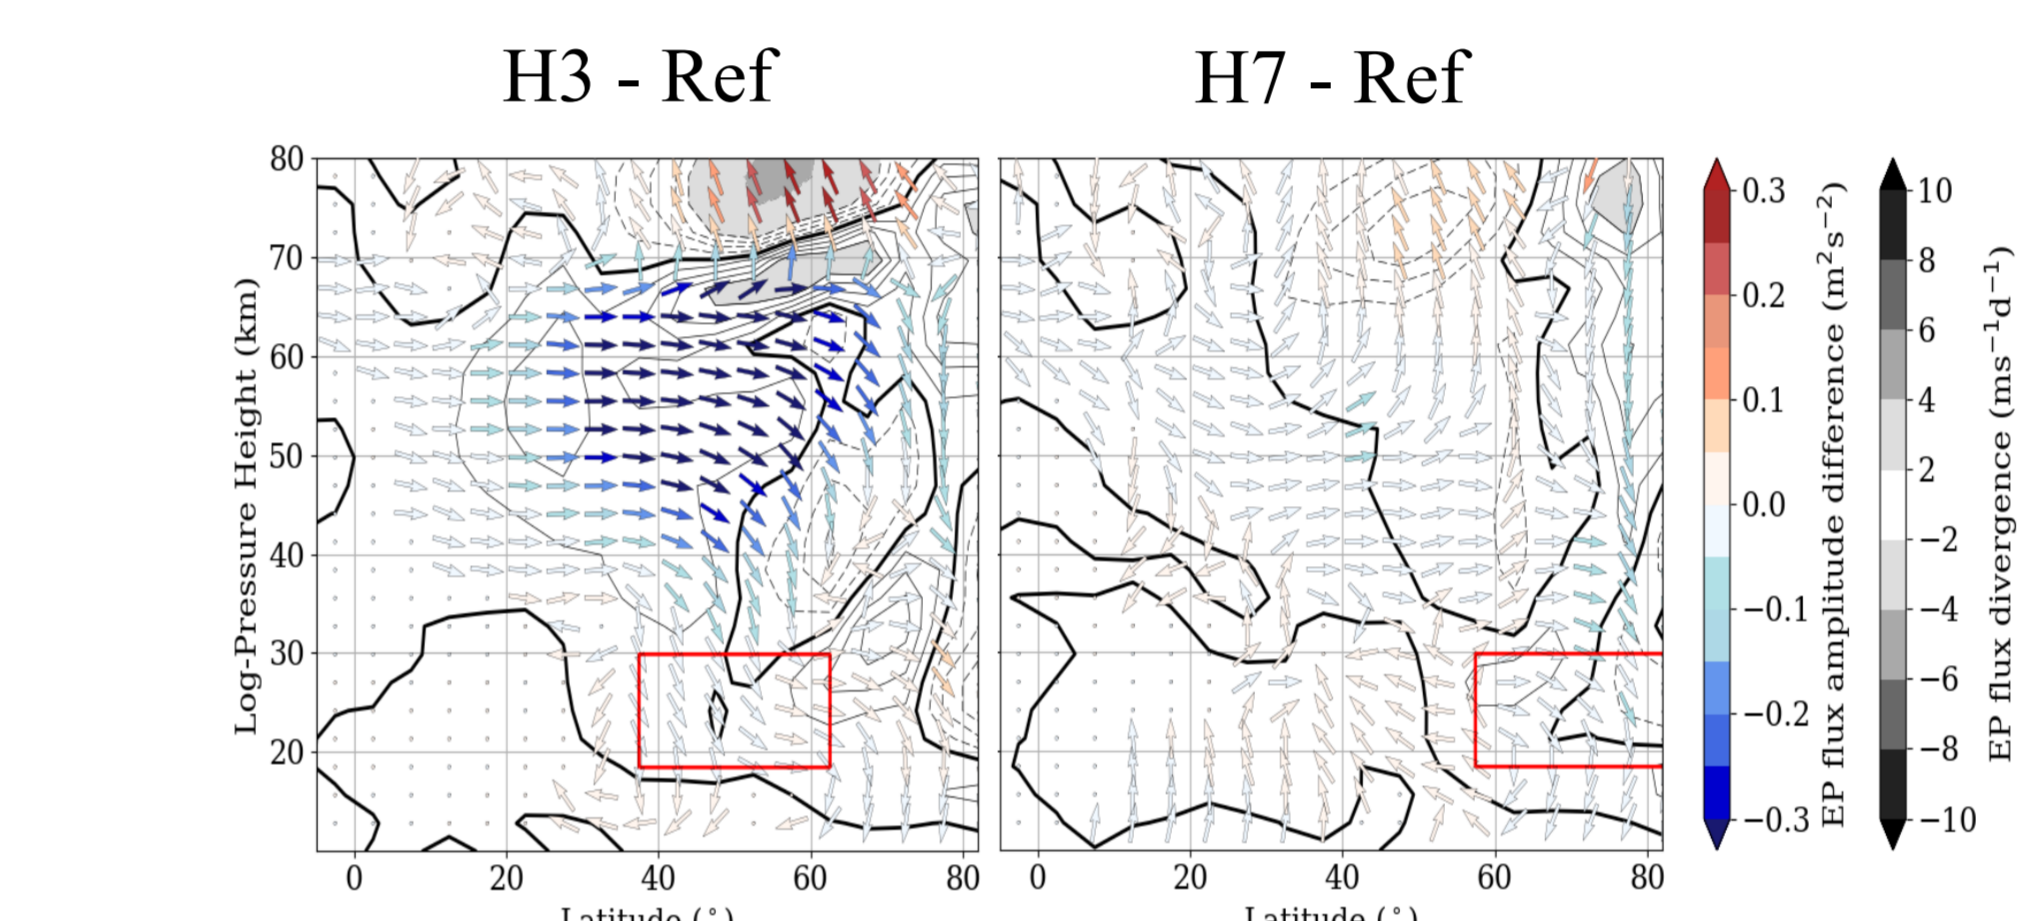 H3 - Ref
H7 - Ref
Log-Pressure Height (km)
80
70
60
50
40
30
20
0 20 40 60 80
Latitude (°)
0 20 40 60 80
Latitude (°)
0.3
0.2
0.1
0.0
−0.1
−0.2
−0.3
EP flux amplitude difference (m²s⁻²)
10
8
6
4
2
−2
−4
−6
−8
−10
EP flux divergence (ms⁻¹d⁻¹)